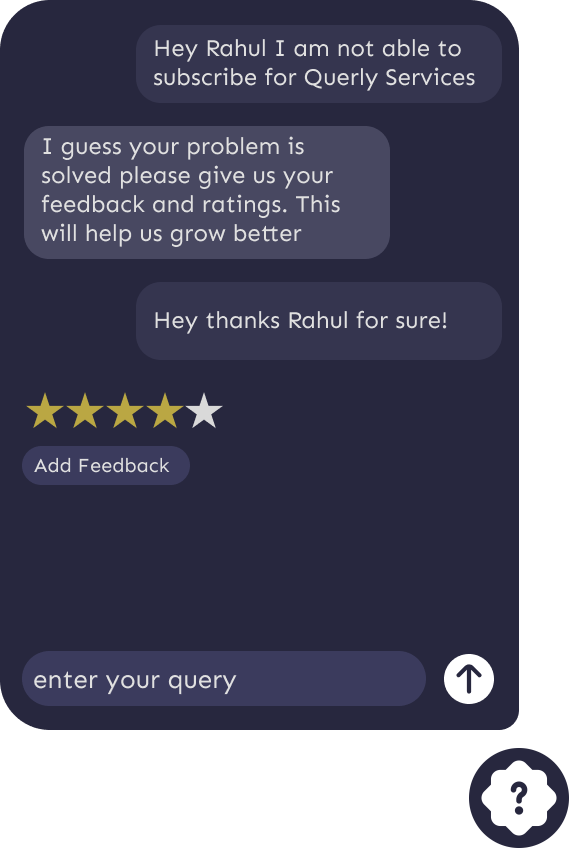 Hey Rahul I am not able to
subscribe for Querly Services
I guess your problem is
solved please give us your
feedback and ratings. This
will help us grow better
Hey thanks Rahul for sure!
Add Feedback
enter your query
?